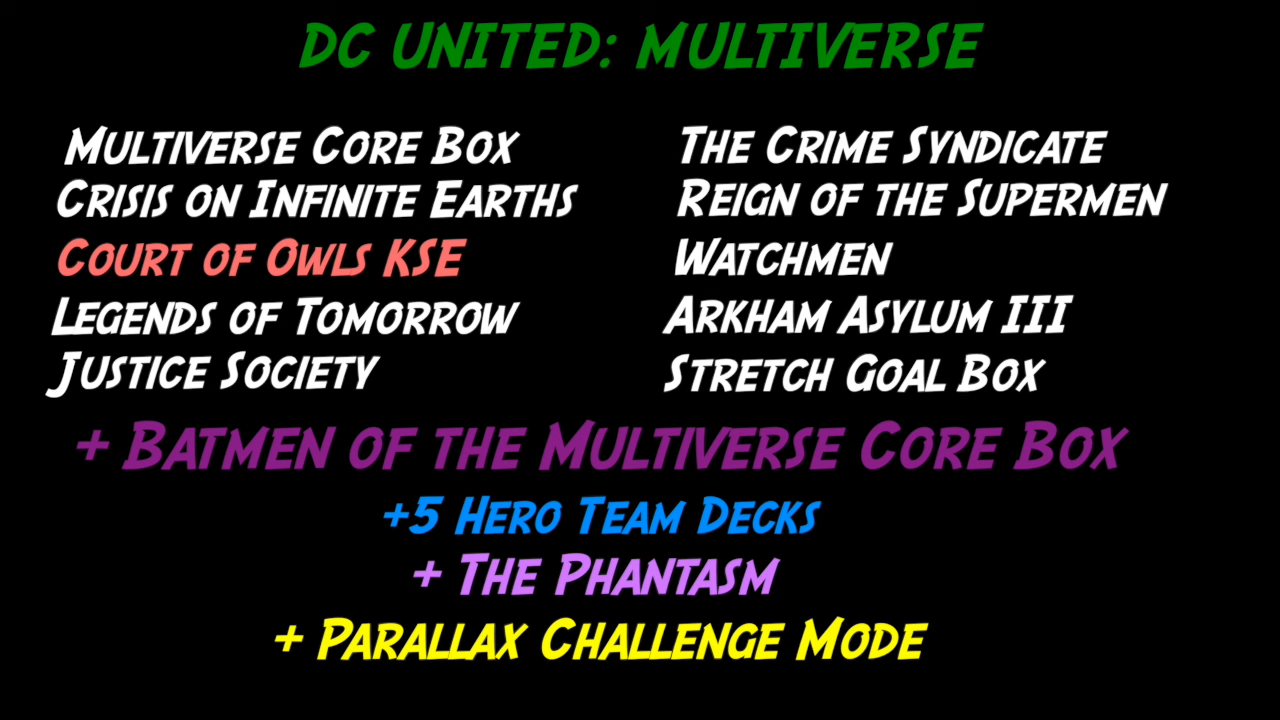 DC United: Multiverse
Multiverse Core Box
Crisis on Infinite Earths
Court of Owls KSE
Legends of Tomorrow
Justice Society
The Crime Syndicate
Reign of the Supermen
Watchmen
Arkham Asylum III
Stretch Goal Box
+ Batmen of the Multiverse Core Box
+5 Hero Team Decks
+ The Phantasm
+ Parallax Challenge Mode